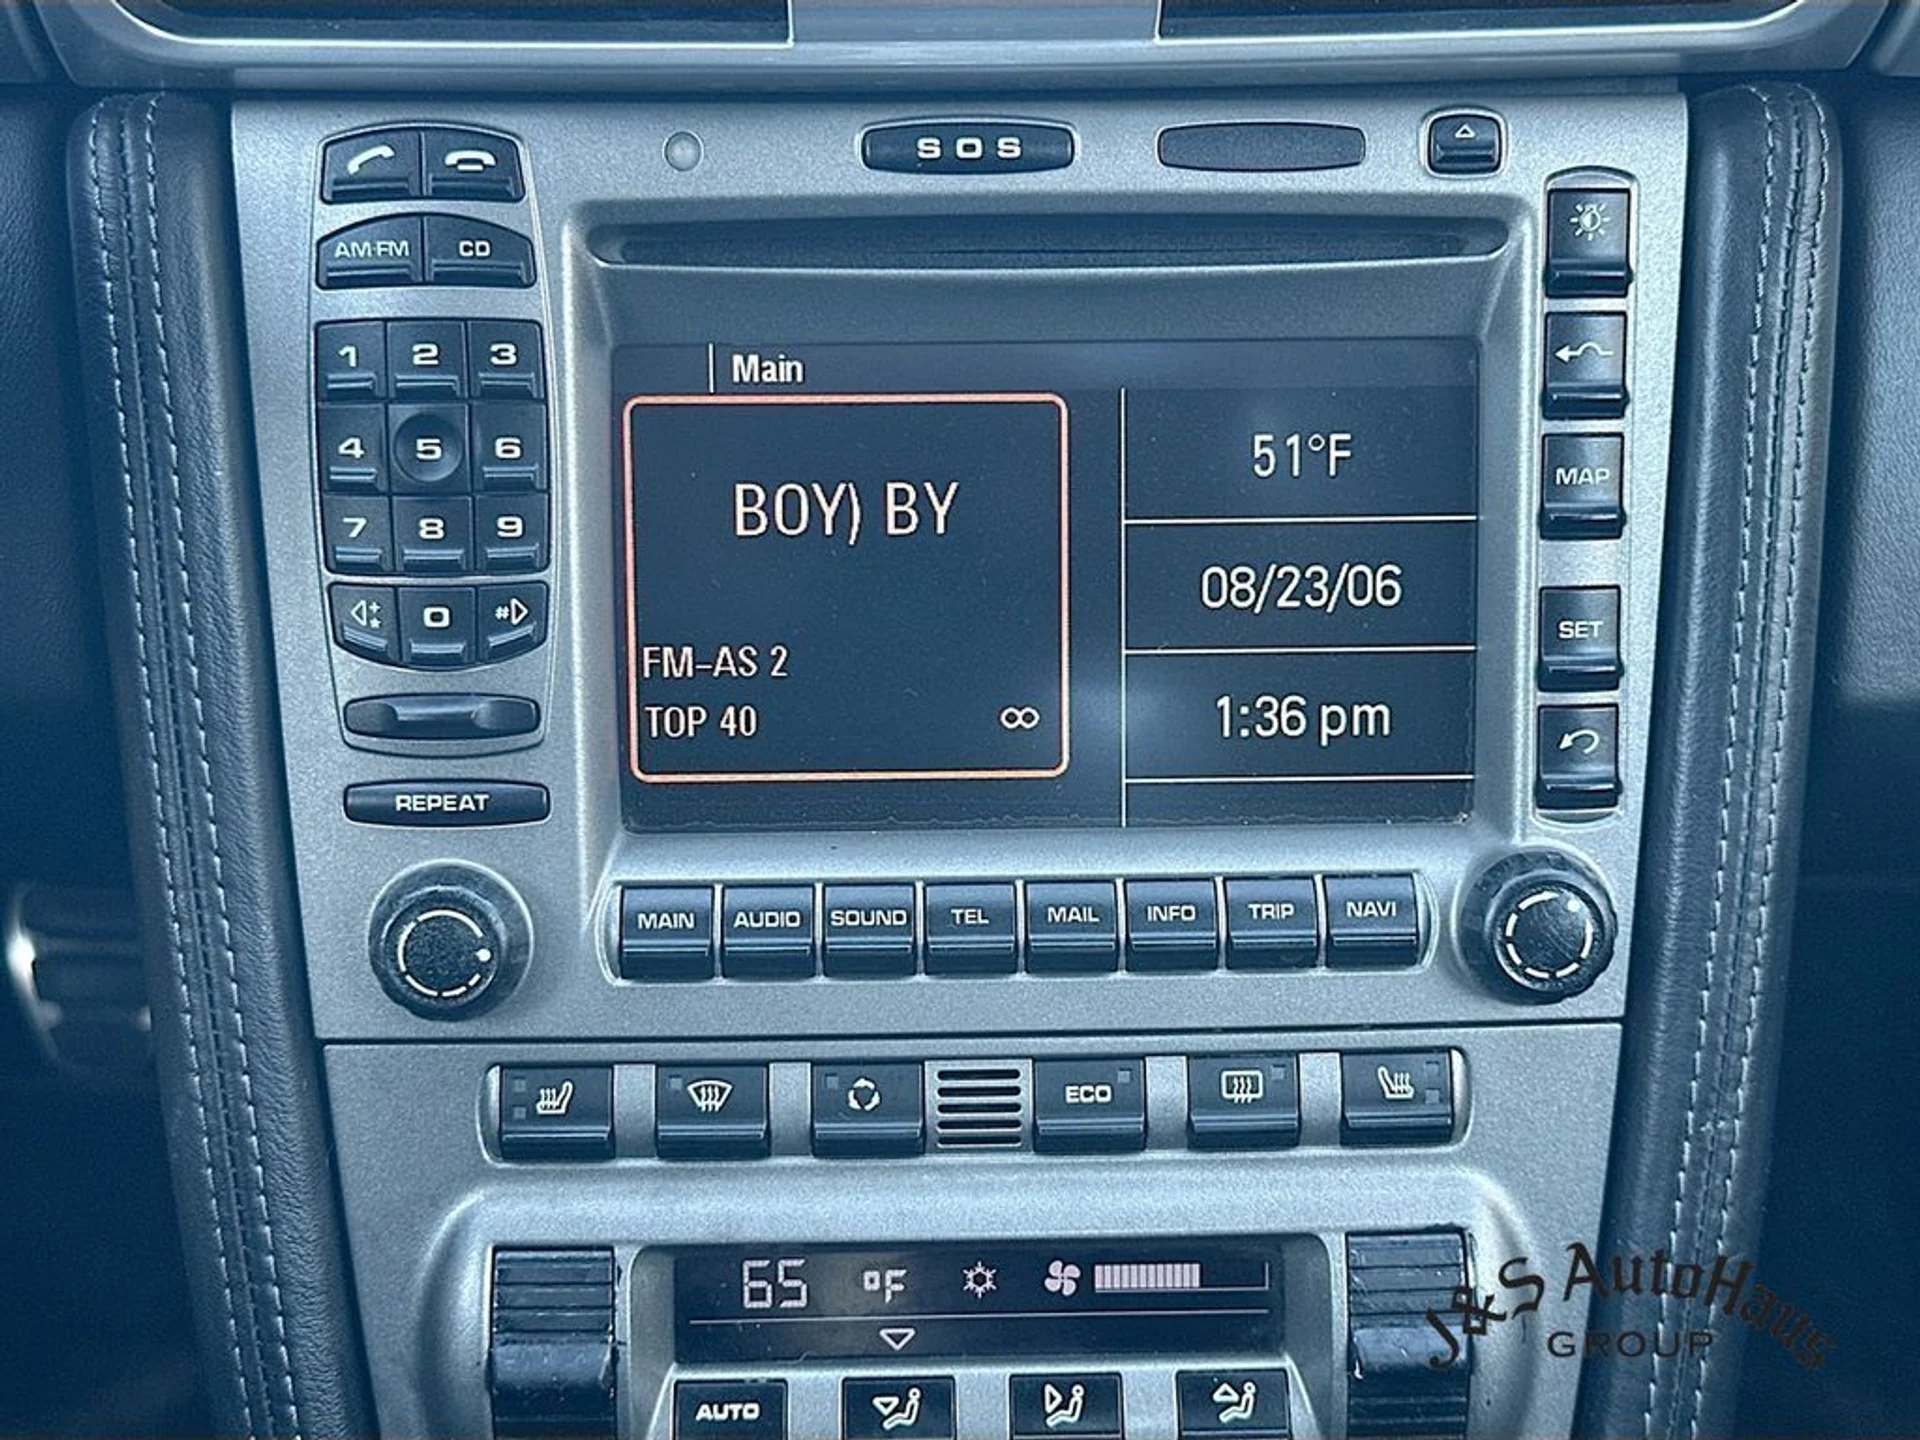 SOS
AM·FM CD
1 2 3
4 5 6
7 8 9
* 0 #
REPEAT
Main
BOY) BY
FM-AS 2
TOP 40
51°F
08/23/06
1:36 pm
MAP
SET
MAIN AUDIO SOUND TEL MAIL INFO TRIP NAVI
ECO
65 °F
AUTO
J&S AutoHaus
GROUP